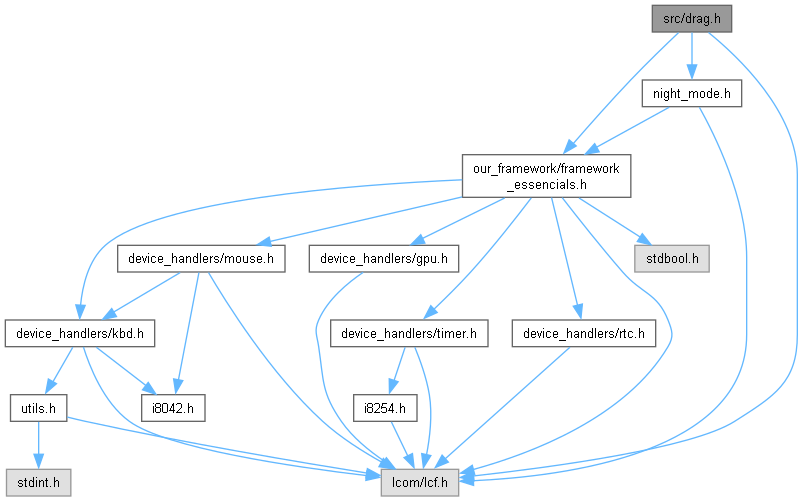 src/drag.h
night_mode.h
our_framework/framework
_essencials.h
device_handlers/mouse.h
device_handlers/gpu.h
stdbool.h
device_handlers/kbd.h
device_handlers/timer.h
device_handlers/rtc.h
utils.h
i8042.h
i8254.h
stdint.h
lcom/lcf.h